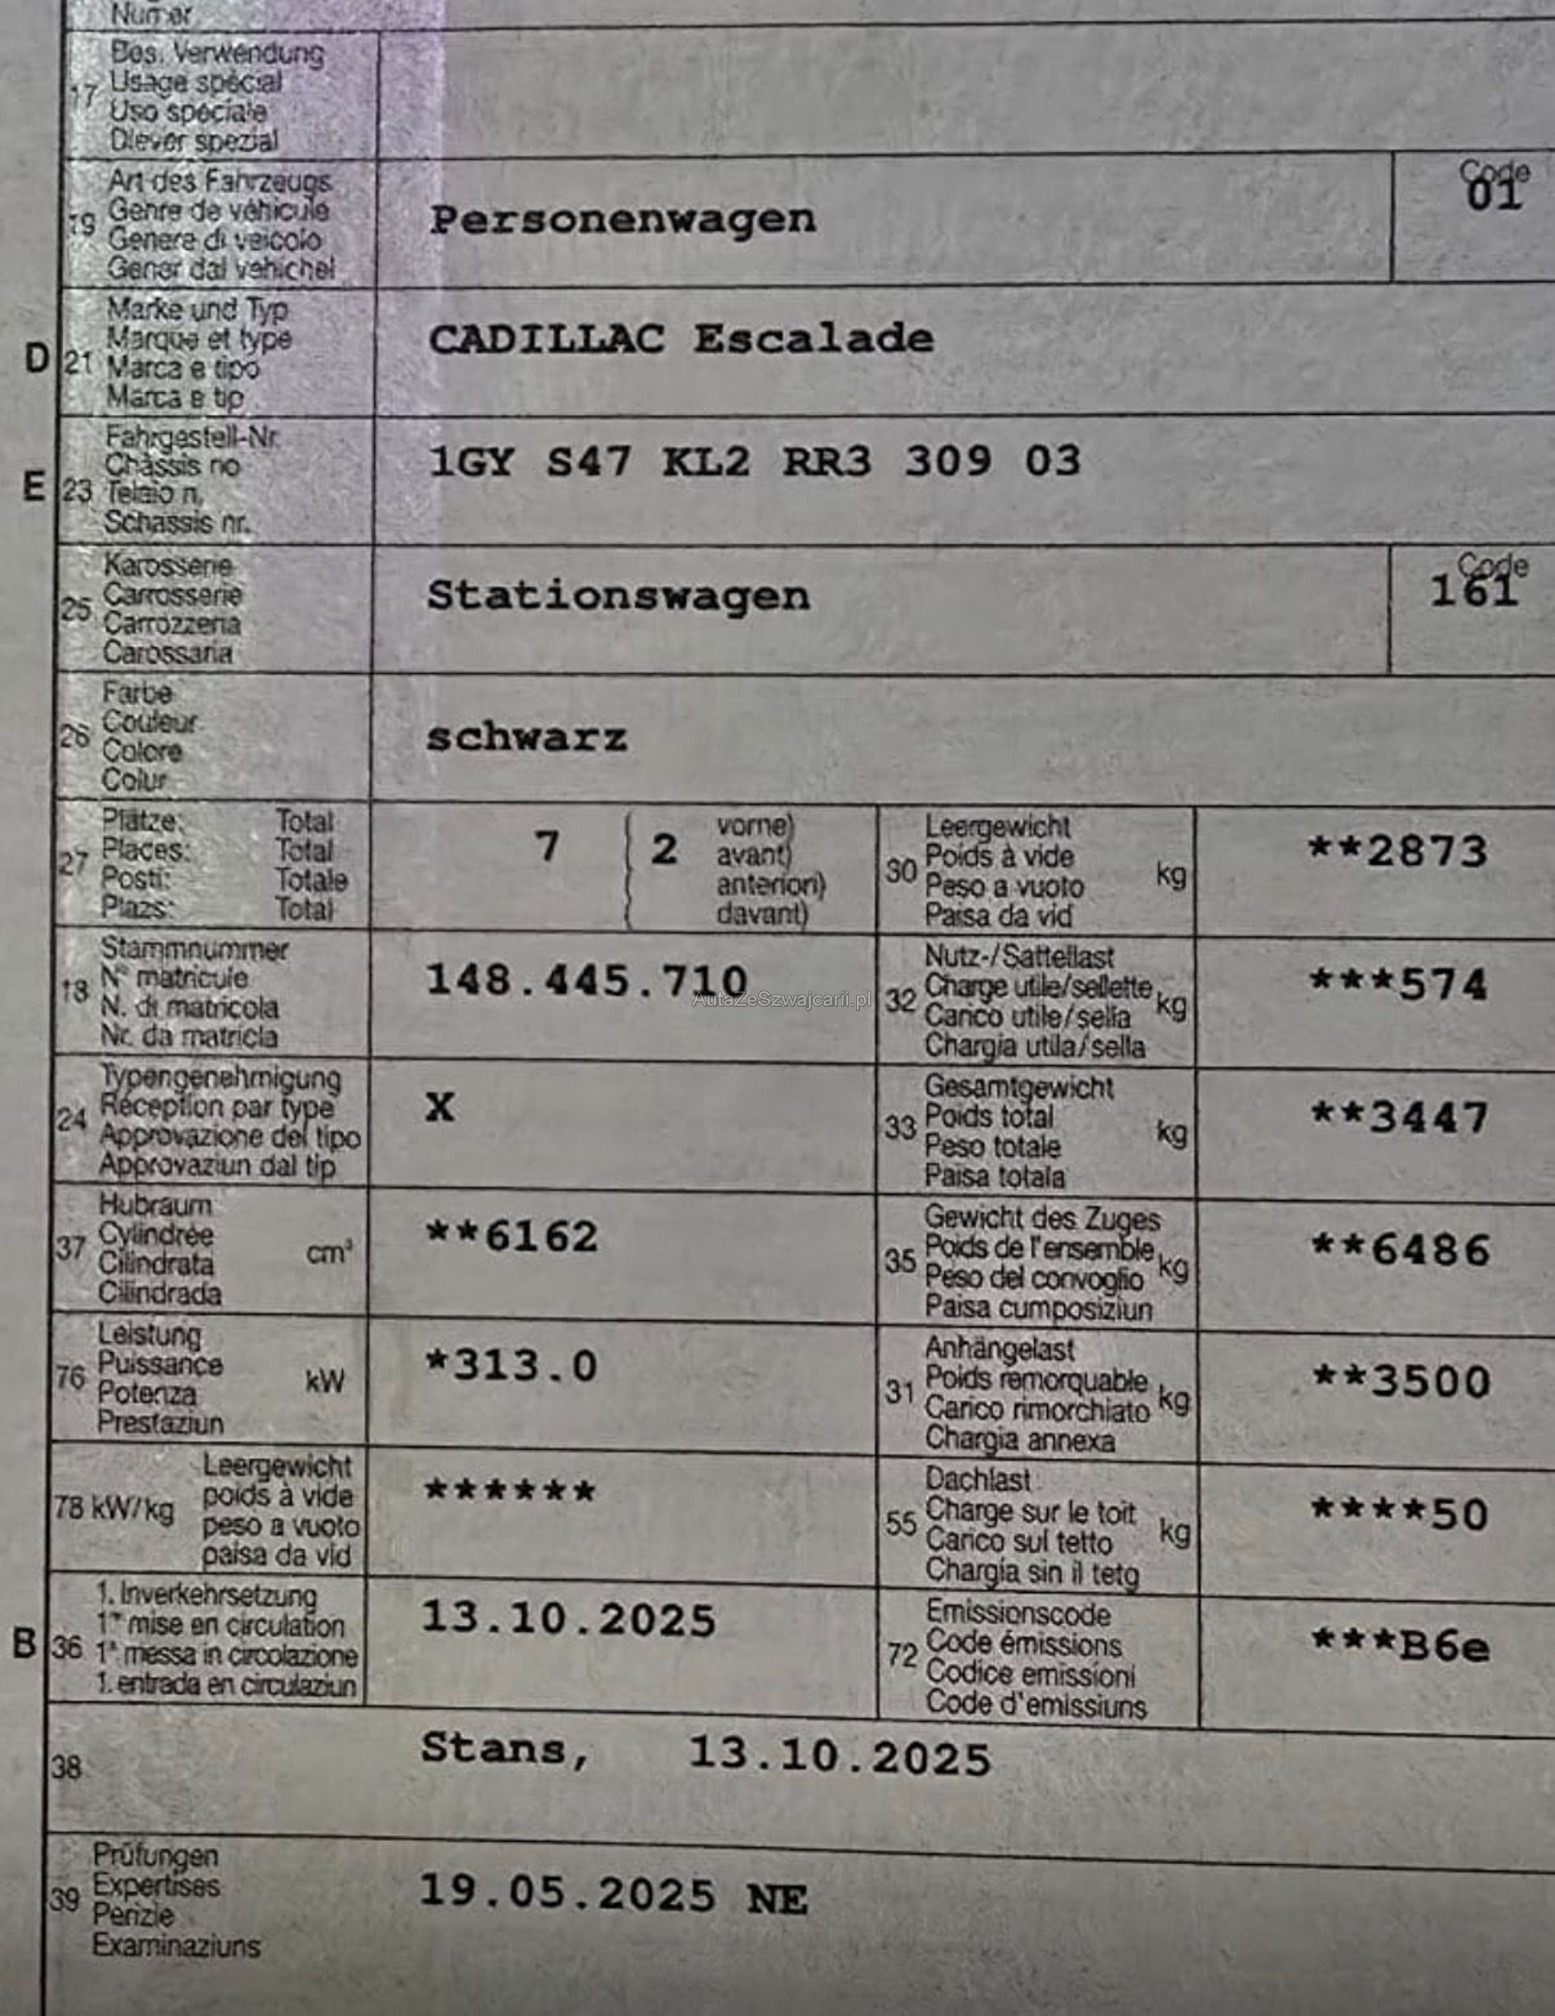 Numer
17
Bes. Verwendung
Usage spécial
Uso speciale
Diever spezial
19
Art des Fahrzeugs
Genre de véhicule
Genere di veicolo
Gener dal vehichel
Personenwagen
Code
01
D
21
Marke und Typ
Marque et type
Marca e tipo
Marca e tip
CADILLAC Escalade
E
23
Fahrgestell-Nr.
Châssis no
Telaio n.
Schassis nr.
1GY S47 KL2 RR3 309 03
25
Karosserie
Carrosserie
Carrozzeria
Carossaria
Stationswagen
Code
161
26
Farbe
Couleur
Colore
Colur
schwarz
27
Plätze: Total
Places: Total
Posti: Totale
Plazs: Total
7 ( 2
vorne)
avant)
anteriori)
davant)
30
Leergewicht
Poids à vide
Peso a vuoto
Paisa da vid
kg
**2873
18
Stammnummer
N° matricule
N. di matricola
Nr. da matricla
148.445.710
AutaZeSzwajcarii.pl
32
Nutz-/Sattellast
Charge utile/sellette
Carico utile/sella
Chargia utila/sella
kg
***574
24
Typengenehmigung
Réception par type
Approvazione del tipo
Approvaziun dal tip
X
33
Gesamtgewicht
Poids total
Peso totale
Paisa totala
kg
**3447
37
Hubraum
Cylindrée
Cilindrata
Cilindrada
cm³
**6162
35
Gewicht des Zuges
Poids de l'ensemble
Peso del convoglio
Paisa cumposiziun
kg
**6486
76
Leistung
Puissance
Potenza
Prestaziun
kW
*313.0
31
Anhängelast
Poids remorquable
Carico rimorchiato
Chargia annexa
kg
**3500
78 kW/kg
Leergewicht
poids à vide
peso a vuoto
paisa da vid
******
55
Dachlast
Charge sur le toit
Carico sul tetto
Chargia sin il tetg
kg
****50
B
36
1. Inverkehrsetzung
1re mise en circulation
1a messa in circolazione
1. entrada en circulaziun
13.10.2025
72
Emissionscode
Code émissions
Codice emissioni
Code d'emissiuns
***B6e
38
Stans, 13.10.2025
39
Prüfungen
Expertises
Perizie
Examinaziuns
19.05.2025 NE